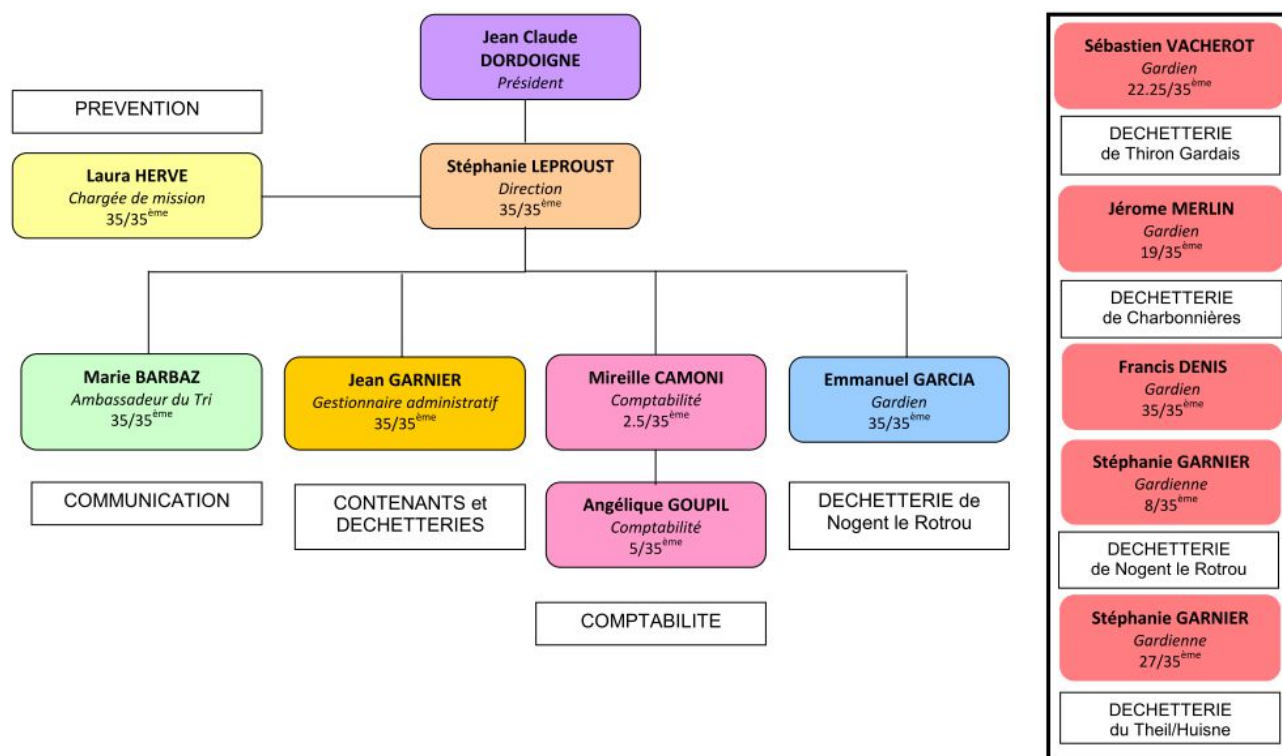 Jean Claude
DORDOIGNE
Président
PREVENTION
Laura HERVE
Chargée de mission
35/35ème
Stéphanie LEPROUST
Direction
35/35ème
Marie BARBAZ
Ambassadeur du Tri
35/35ème
COMMUNICATION
Jean GARNIER
Gestionnaire administratif
35/35ème
CONTENANTS et
DECHETTERIES
Mireille CAMONI
Comptabilité
2.5/35ème
Angélique GOUPIL
Comptabilité
5/35ème
COMPTABILITE
Emmanuel GARCIA
Gardien
35/35ème
DECHETTERIE de
Nogent le Rotrou
Sébastien VACHEROT
Gardien
22.25/35ème
DECHETTERIE
de Thiron Gardais
Jérome MERLIN
Gardien
19/35ème
DECHETTERIE
de Charbonnières
Francis DENIS
Gardien
35/35ème
Stéphanie GARNIER
Gardienne
8/35ème
DECHETTERIE
de Nogent le Rotrou
Stéphanie GARNIER
Gardienne
27/35ème
DECHETTERIE
du Theil/Huisne